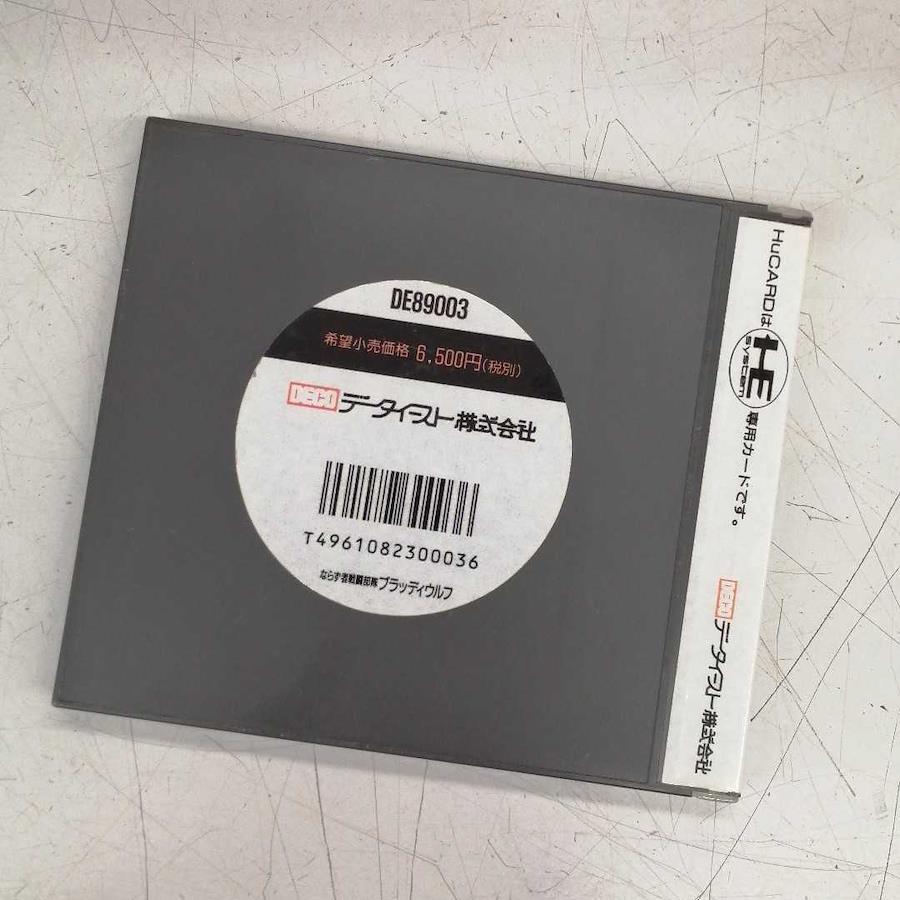 DE89003
希望小売価格 6,500円(税別)
DECO データイースト株式会社
T4961082300036
ならず者戦闘部隊ブラッディウルフ
HuCARDは HE SYSTEM 専用カードです。
DECO データイースト株式会社